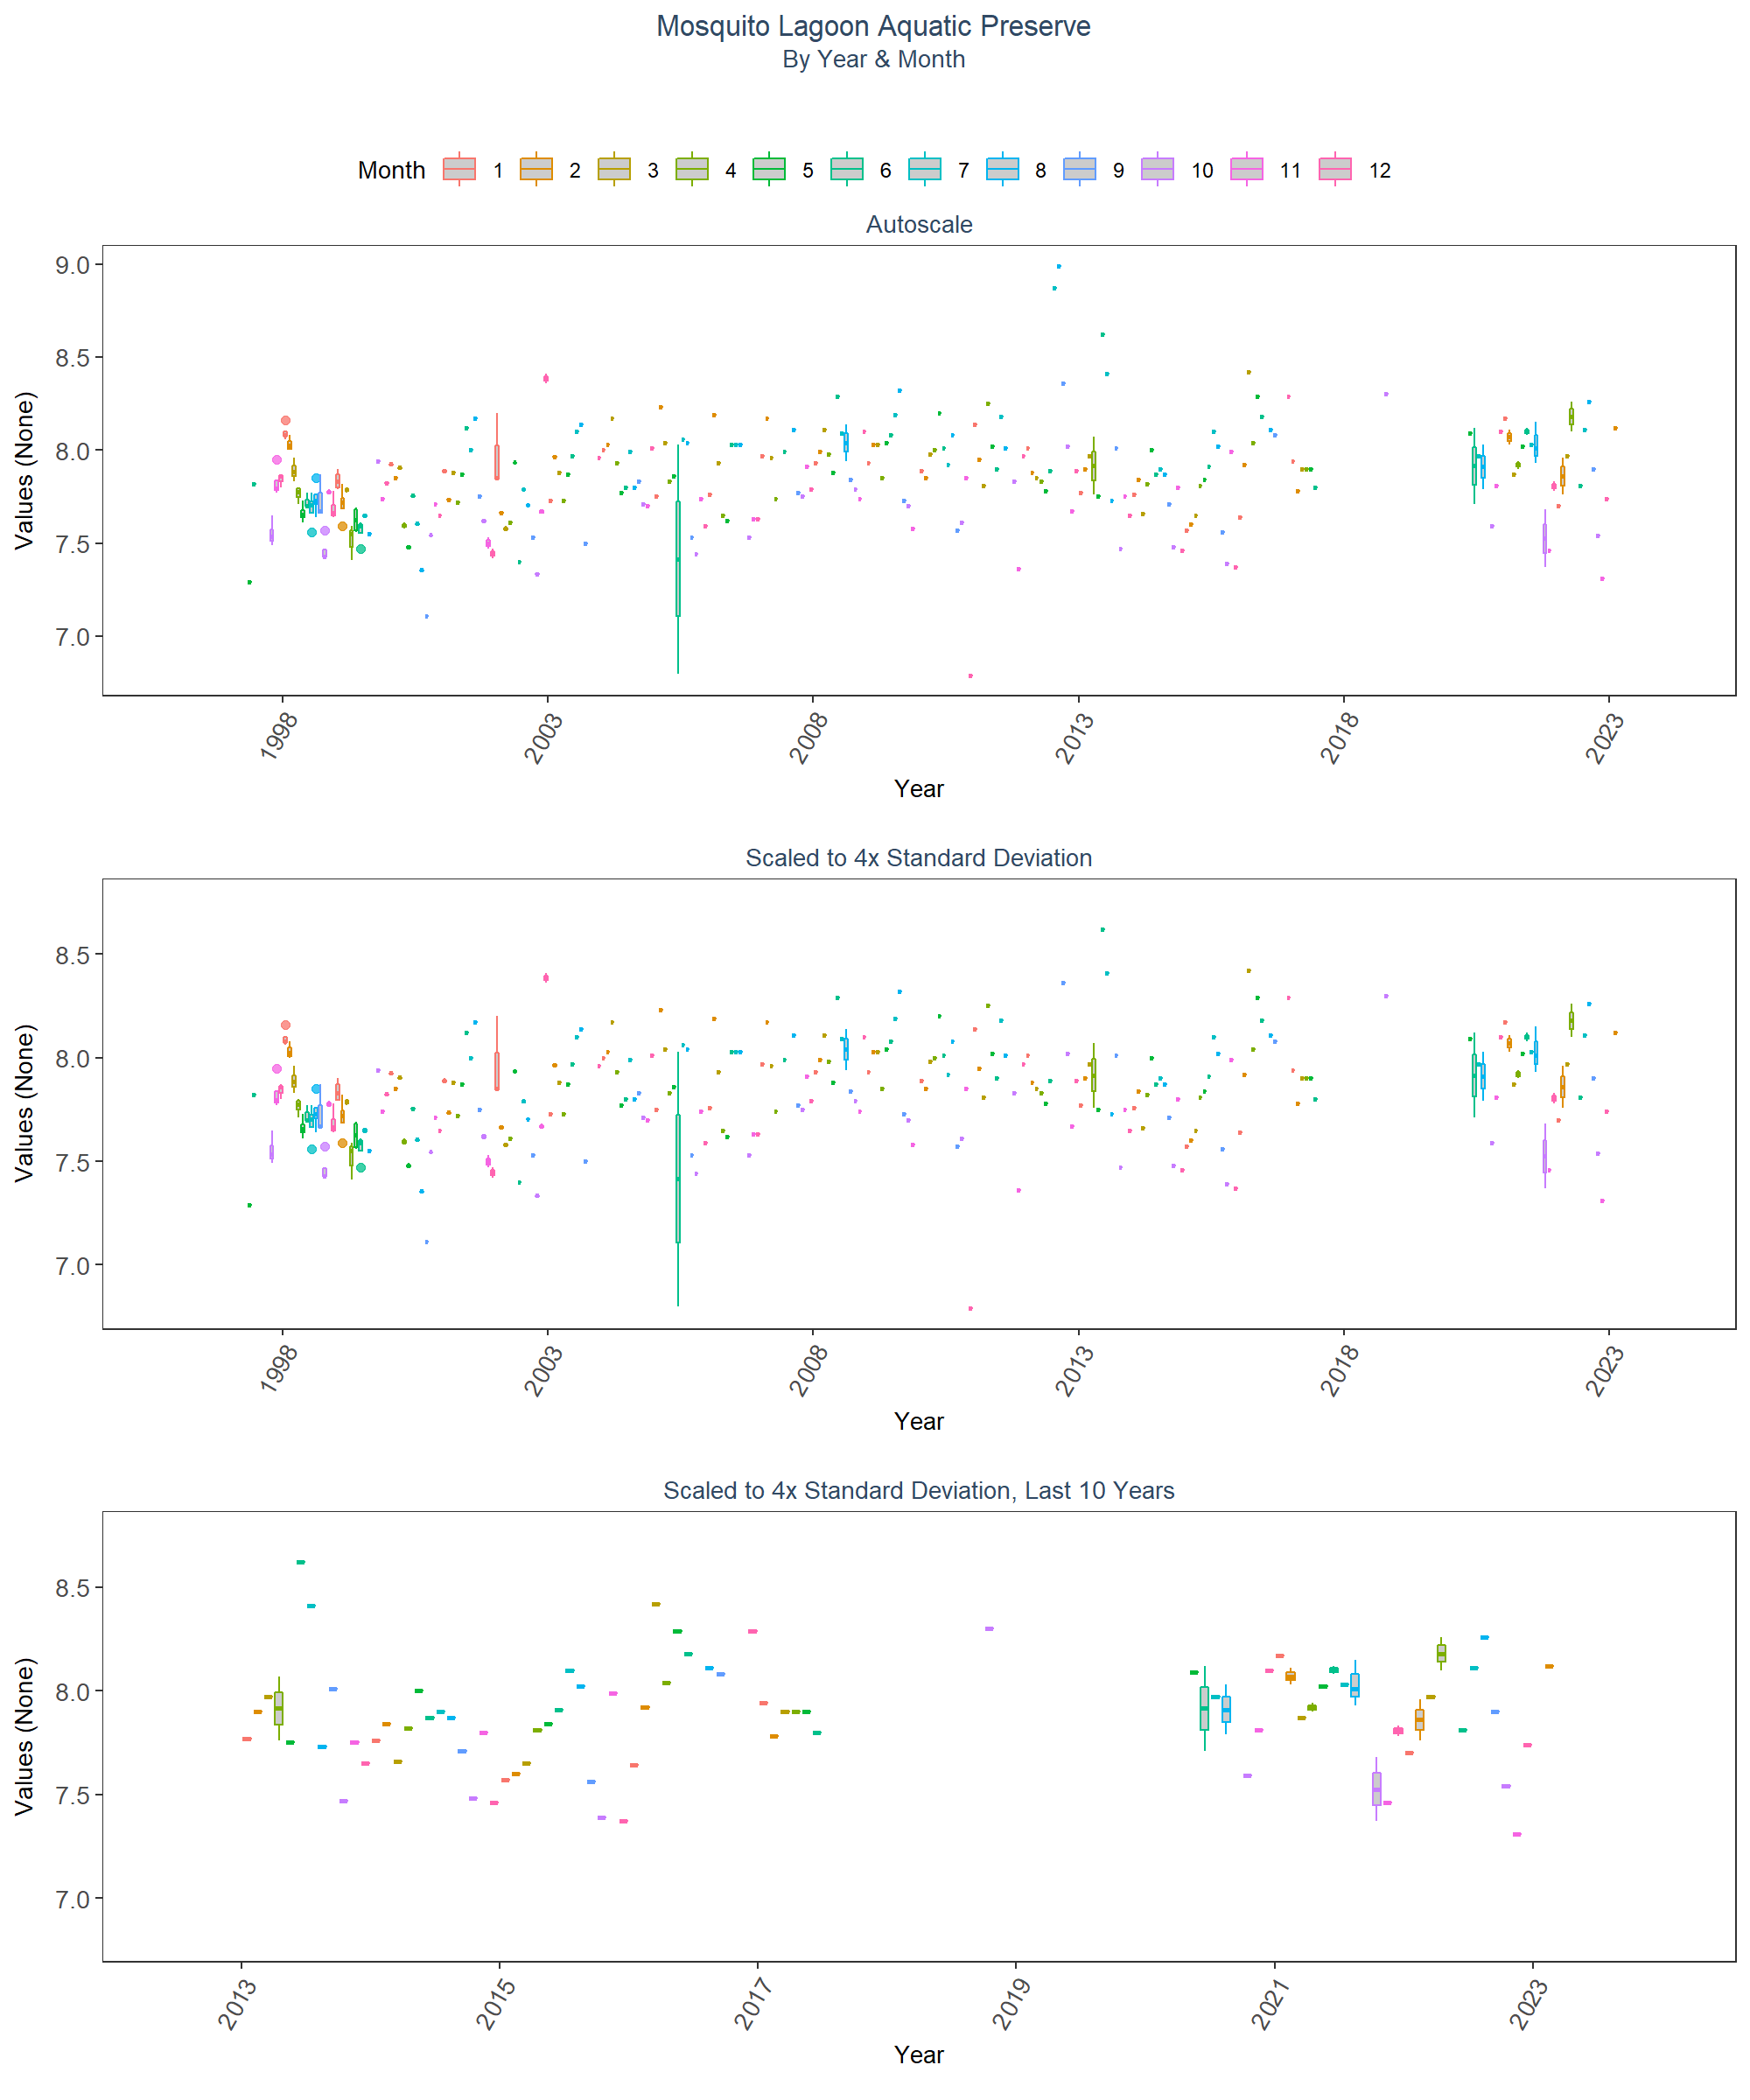 Mosquito Lagoon Aquatic Preserve
By Year & Month
Month 1 2 3 4 5 6 7 8 9 10 11 12
Autoscale
Values (None)
9.0
8.5
8.0
7.5
7.0
1998 2003 2008 2013 2018 2023
Year
Scaled to 4x Standard Deviation
Values (None)
8.5
8.0
7.5
7.0
1998 2003 2008 2013 2018 2023
Year
Scaled to 4x Standard Deviation, Last 10 Years
Values (None)
8.5
8.0
7.5
7.0
2013 2015 2017 2019 2021 2023
Year